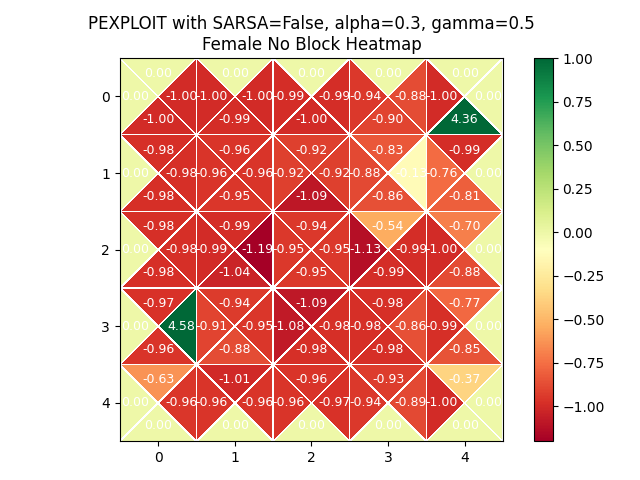 PEXPLOIT with SARSA=False, alpha=0.3, gamma=0.5
Female No Block Heatmap
0.00 0.00 0.00 0.00 0.00
0 0.00 -1.00 -1.00 -1.00 -0.99 -0.99 -0.94 -0.88 -1.00 0.00
-1.00 -0.99 -1.00 -0.90 4.36
-0.98 -0.96 -0.92 -0.83 -0.99
1 0.00 -0.98 -0.96 -0.96 -0.92 -0.92 -0.88 -0.76 0.00
-0.98 -0.95 -1.09 -0.86 -0.81
-0.98 -0.99 -0.94 -0.54 -0.70
2 0.00 -0.98 -0.99 -1.19 -0.95 -0.95 -1.13 -0.99 -1.00 0.00
-0.98 -1.04 -0.95 -0.99 -0.88
-0.97 -0.94 -1.09 -0.98 -0.77
3 0.00 4.58 -0.91 -0.95 -1.08 -0.98 -0.98 -0.86 -0.99 0.00
-0.96 -0.88 -0.98 -0.98 -0.85
-0.63 -1.01 -0.96 -0.93 -0.37
4 0.00 -0.96 -0.96 -0.96 -0.96 -0.97 -0.94 -0.89 -1.00 0.00
0.00 0.00 0.00 0.00 0.00
0 1 2 3 4
1.00
0.75
0.50
0.25
0.00
−0.25
−0.50
−0.75
−1.00